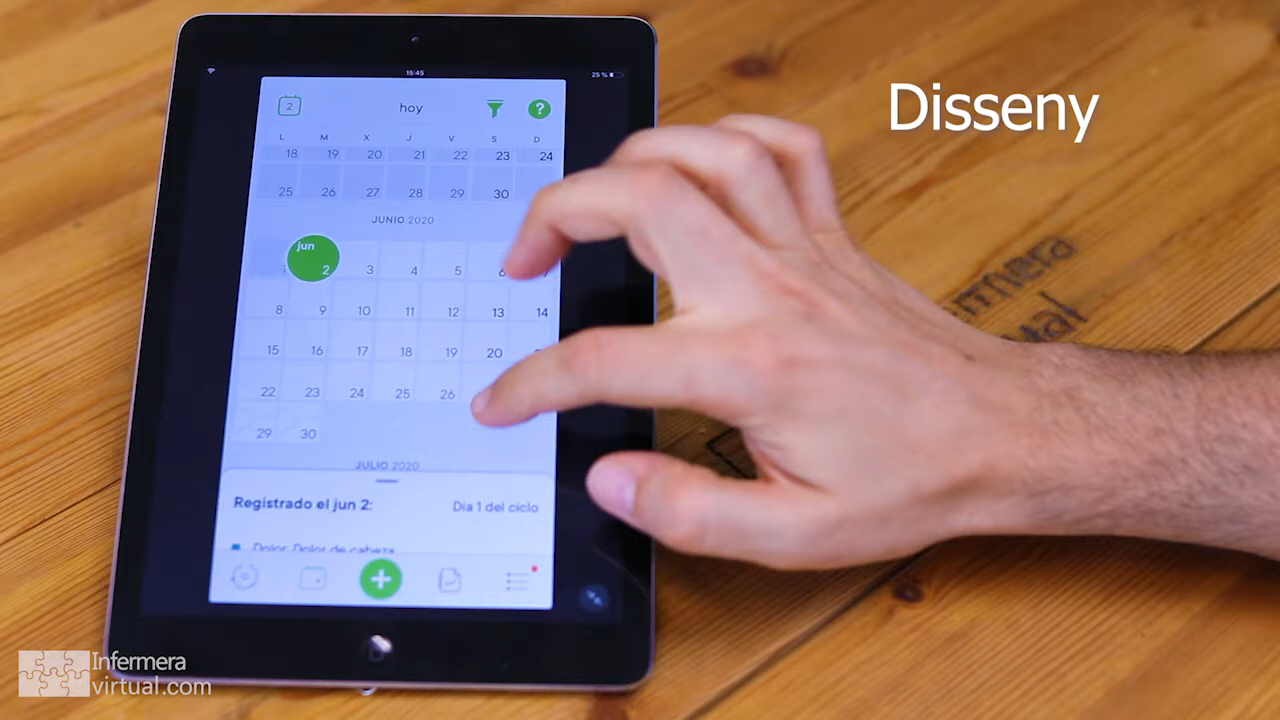 Disseny
15:45
25 %
2
hoy
?
L M X J V S D
18 19 20 21 22 23 24
25 26 27 28 29 30
JUNIO 2020
jun
2 3 4 5 6 7
8 9 10 11 12 13 14
15 16 17 18 19 20
22 23 24 25 26
29 30
JULIO 2020
Registrado el jun 2:
Dia 1 del ciclo
Dolor: Dolor de cabeza
Infermera
virtual.com